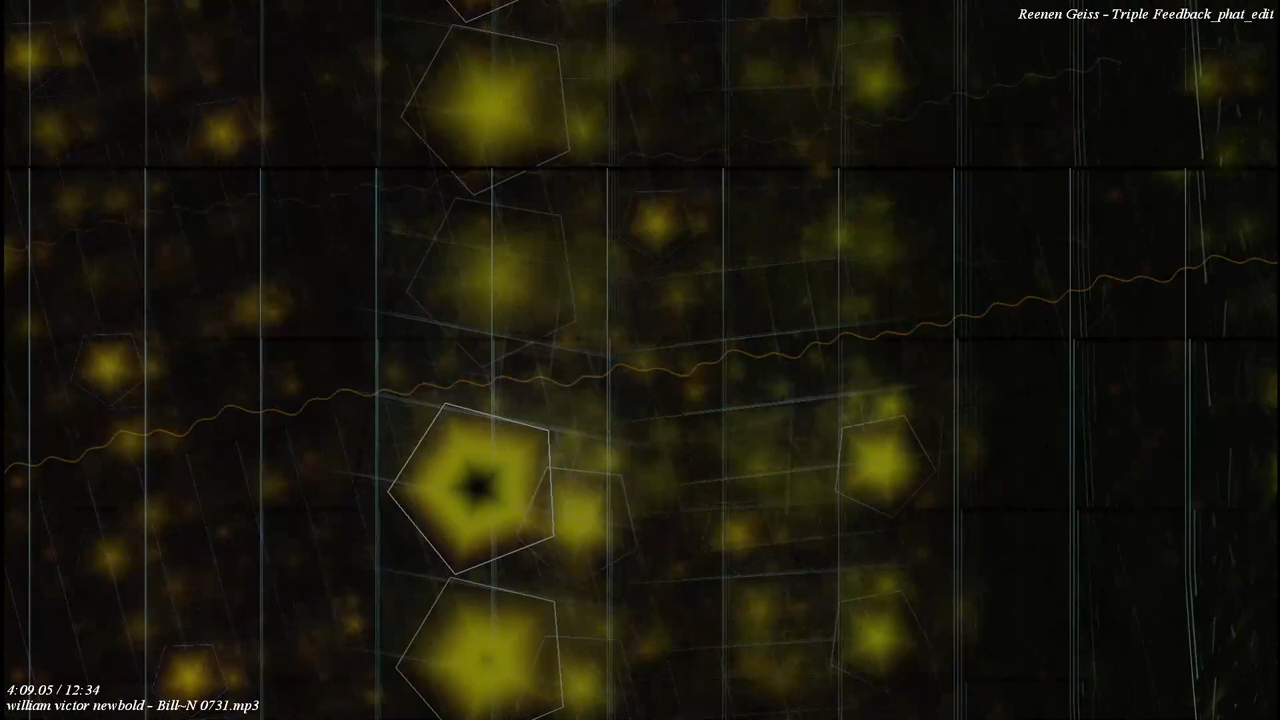 Reenen Geiss - Triple Feedback_phat_edit
4:09.05 / 12:34
william victor newbold - Bill~N 0731.mp3